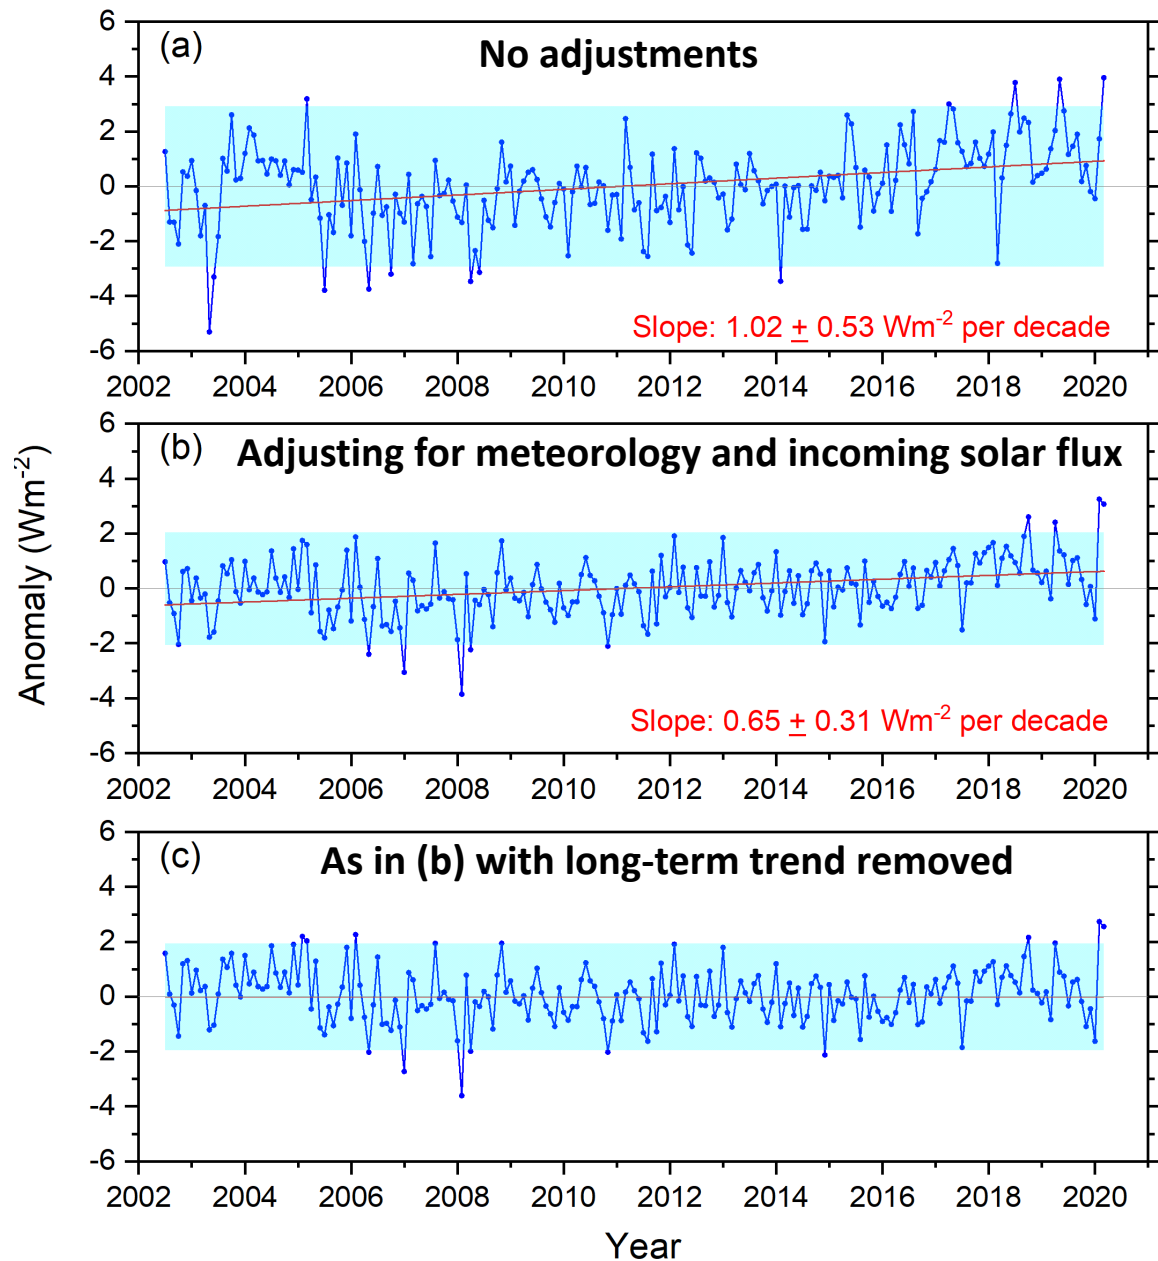 (a)
No adjustments
6
4
2
0
-2
-4
-6
Slope: 1.02 ± 0.53 Wm-2 per decade
2002 2004 2006 2008 2010 2012 2014 2016 2018 2020
(b)
Adjusting for meteorology and incoming solar flux
6
4
2
0
-2
-4
-6
Slope: 0.65 ± 0.31 Wm-2 per decade
2002 2004 2006 2008 2010 2012 2014 2016 2018 2020
Anomaly (Wm-2)
(c)
As in (b) with long-term trend removed
6
4
2
0
-2
-4
-6
2002 2004 2006 2008 2010 2012 2014 2016 2018 2020
Year